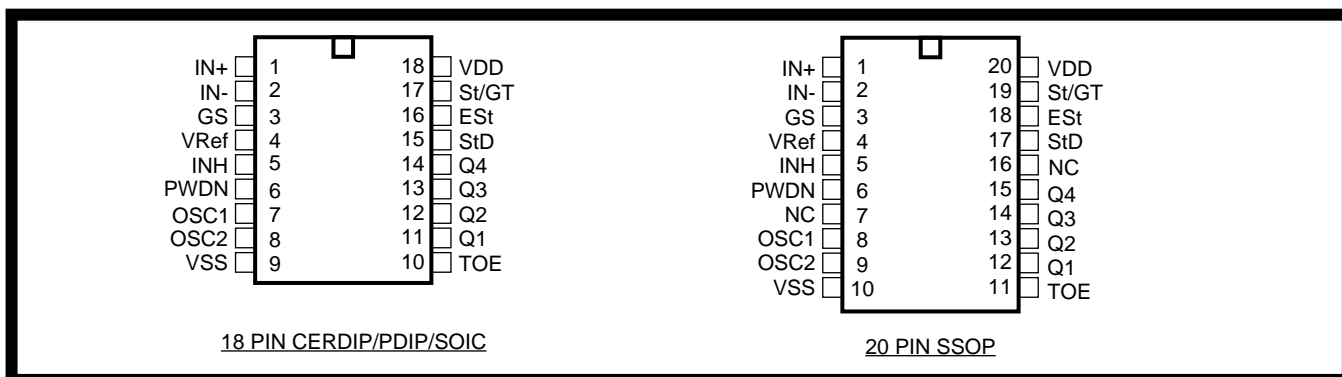 IN+ 1 18 VDD
IN- 2 17 St/GT
GS 3 16 ESt
VRef 4 15 StD
INH 5 14 Q4
PWDN 6 13 Q3
OSC1 7 12 Q2
OSC2 8 11 Q1
VSS 9 10 TOE
18 PIN CERDIP/PDIP/SOIC
IN+ 1 20 VDD
IN- 2 19 St/GT
GS 3 18 ESt
VRef 4 17 StD
INH 5 16 NC
PWDN 6 15 Q4
NC 7 14 Q3
OSC1 8 13 Q2
OSC2 9 12 Q1
VSS 10 11 TOE
20 PIN SSOP